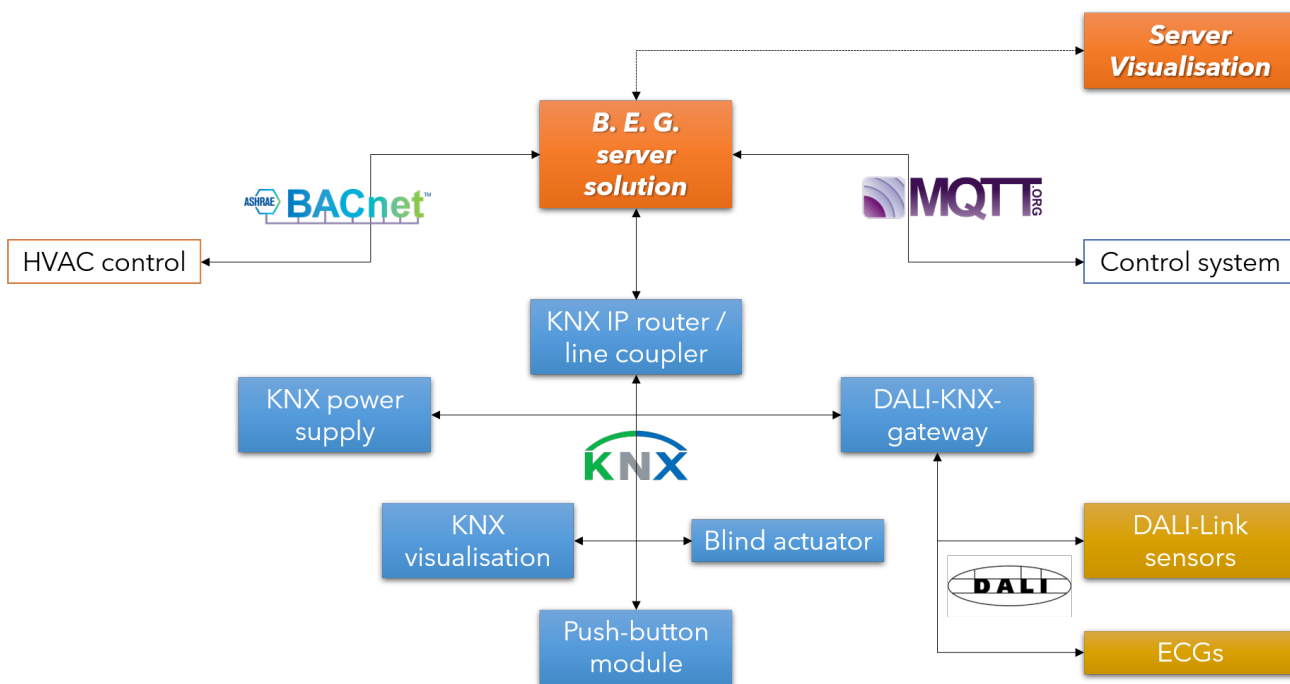 Server
Visualisation
B. E. G.
server
solution
ASHRAE BACnet™
MQTT.ORG
HVAC control
Control system
KNX IP router /
line coupler
KNX power
supply
DALI-KNX-
gateway
KNX
KNX
visualisation
Blind actuator
DALI-Link
sensors
DALI
Push-button
module
ECGs